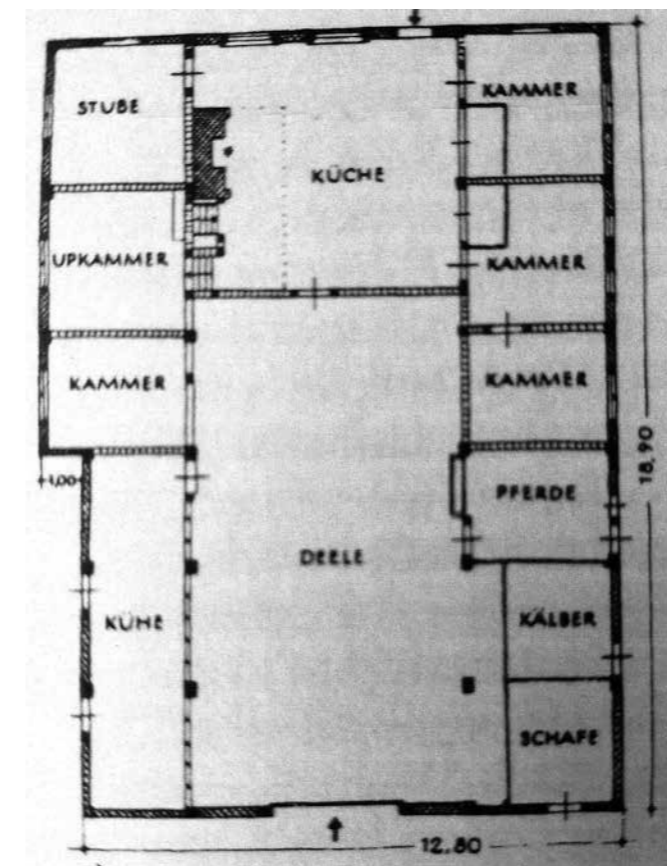 STUBE
KÜCHE
KAMMER
UPKAMMER
KAMMER
KAMMER
KAMMER
1,00
PFERDE
18,90
DEELE
KÜHE
KÄLBER
SCHAFE
12,80